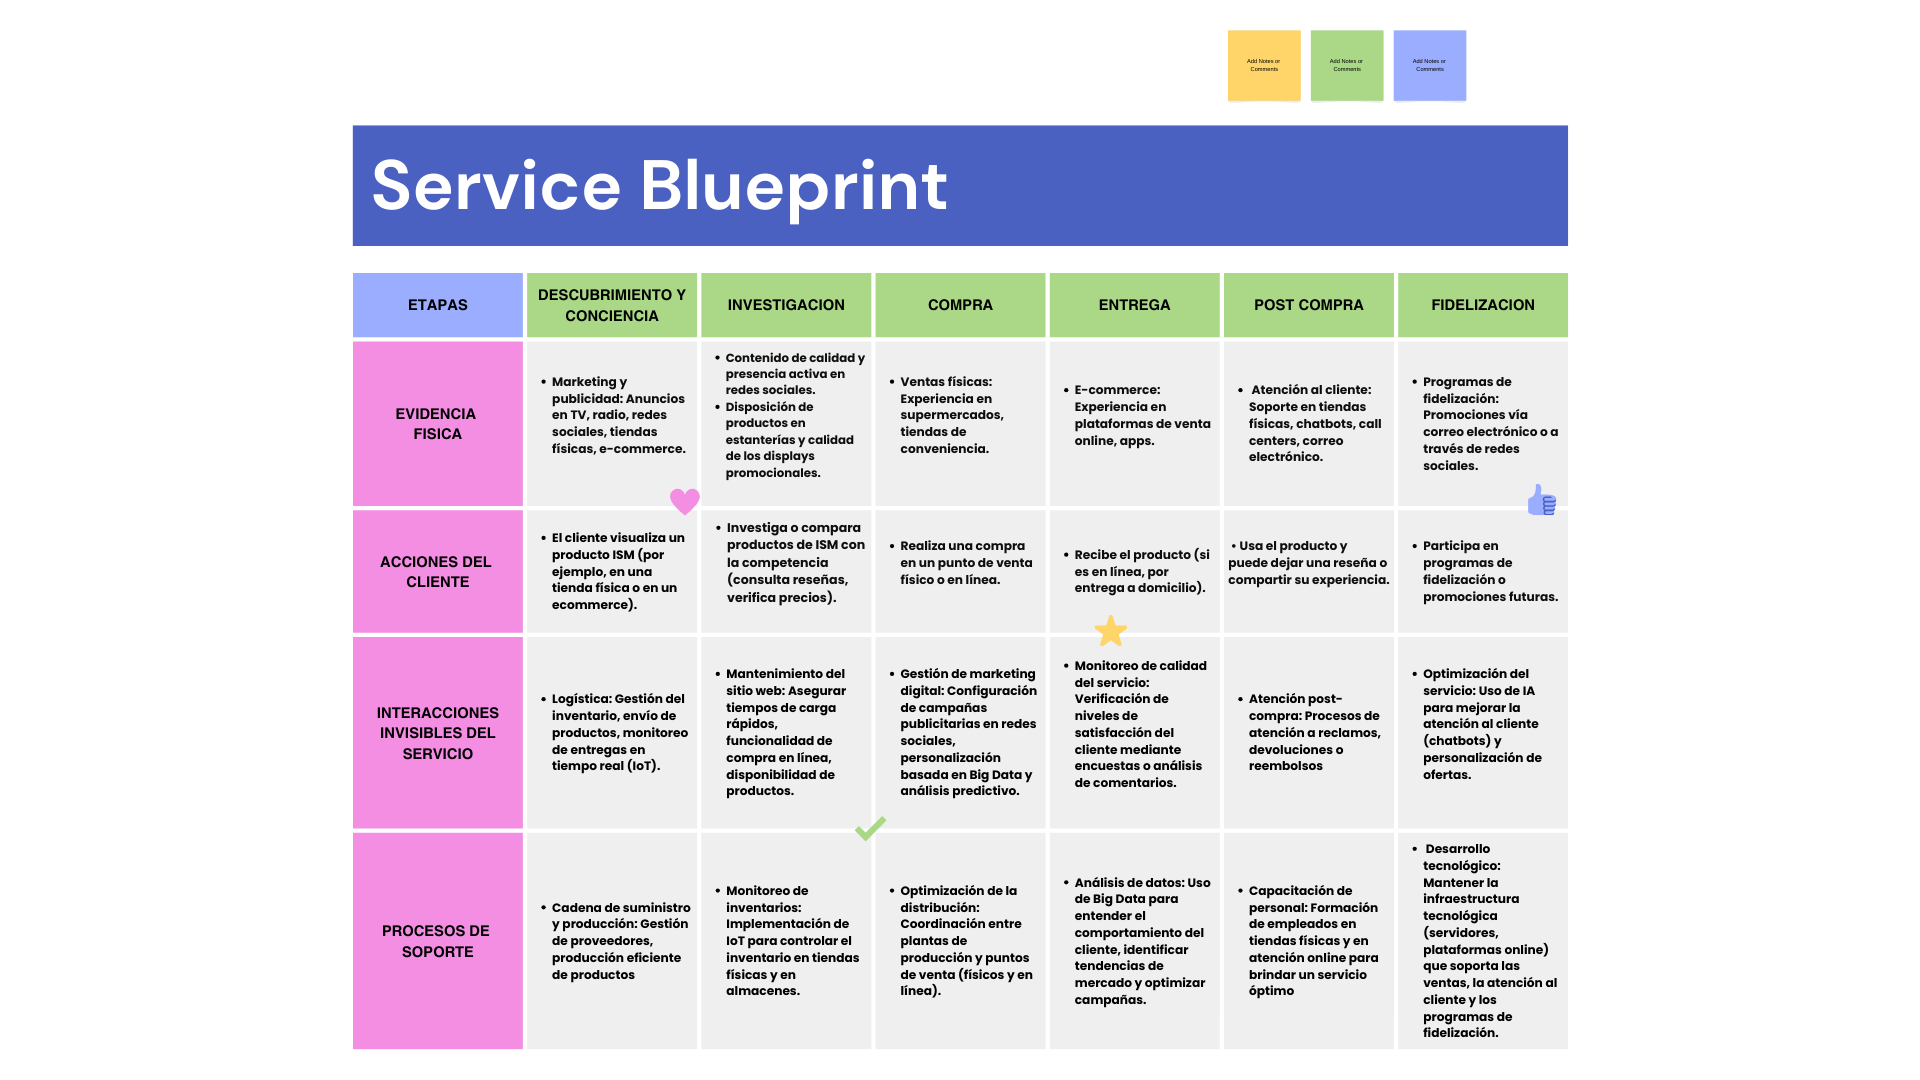 Add Notes or
Comments
Add Notes or
Comments
Add Notes or
Comments
Service Blueprint
ETAPAS
DESCUBRIMIENTO Y
CONCIENCIA
INVESTIGACION
COMPRA
ENTREGA
POST COMPRA
FIDELIZACION
EVIDENCIA
FISICA
• Marketing y
publicidad: Anuncios
en TV, radio, redes
sociales, tiendas
físicas, e-commerce.
• Contenido de calidad y
presencia activa en
redes sociales.
• Disposición de
productos en
estanterías y calidad
de los displays
promocionales.
• Ventas físicas:
Experiencia en
supermercados,
tiendas de
conveniencia.
• E-commerce:
Experiencia en
plataformas de venta
online, apps.
• Atención al cliente:
Soporte en tiendas
físicas, chatbots, call
centers, correo
electrónico.
• Programas de
fidelización:
Promociones vía
correo electrónico o a
través de redes
sociales.
ACCIONES DEL
CLIENTE
• El cliente visualiza un
producto ISM (por
ejemplo, en una
tienda física o en un
ecommerce).
• Investiga o compara
productos de ISM con
la competencia
(consulta reseñas,
verifica precios).
• Realiza una compra
en un punto de venta
físico o en línea.
• Recibe el producto (si
es en línea, por
entrega a domicilio).
• Usa el producto y
puede dejar una reseña o
compartir su experiencia.
• Participa en
programas de
fidelización o
promociones futuras.
INTERACCIONES
INVISIBLES DEL
SERVICIO
• Logística: Gestión del
inventario, envío de
productos, monitoreo
de entregas en
tiempo real (IoT).
• Mantenimiento del
sitio web: Asegurar
tiempos de carga
rápidos,
funcionalidad de
compra en línea,
disponibilidad de
productos.
• Gestión de marketing
digital: Configuración
de campañas
publicitarias en redes
sociales,
personalización
basada en Big Data y
análisis predictivo.
• Monitoreo de calidad
del servicio:
Verificación de
niveles de
satisfacción del
cliente mediante
encuestas o análisis
de comentarios.
• Atención post-
compra: Procesos de
atención a reclamos,
devoluciones o
reembolsos
• Optimización del
servicio: Uso de IA
para mejorar la
atención al cliente
(chatbots) y
personalización de
ofertas.
PROCESOS DE
SOPORTE
• Cadena de suministro
y producción: Gestión
de proveedores,
producción eficiente
de productos
• Monitoreo de
inventarios:
Implementación de
IoT para controlar el
inventario en tiendas
físicas y en
almacenes.
• Optimización de la
distribución:
Coordinación entre
plantas de
producción y puntos
de venta (físicos y en
línea).
• Análisis de datos: Uso
de Big Data para
entender el
comportamiento del
cliente, identificar
tendencias de
mercado y optimizar
campañas.
• Capacitación de
personal: Formación
de empleados en
tiendas físicas y en
atención online para
brindar un servicio
óptimo
• Desarrollo
tecnológico:
Mantener la
infraestructura
tecnológica
(servidores,
plataformas online)
que soporta las
ventas, la atención al
cliente y los
programas de
fidelización.